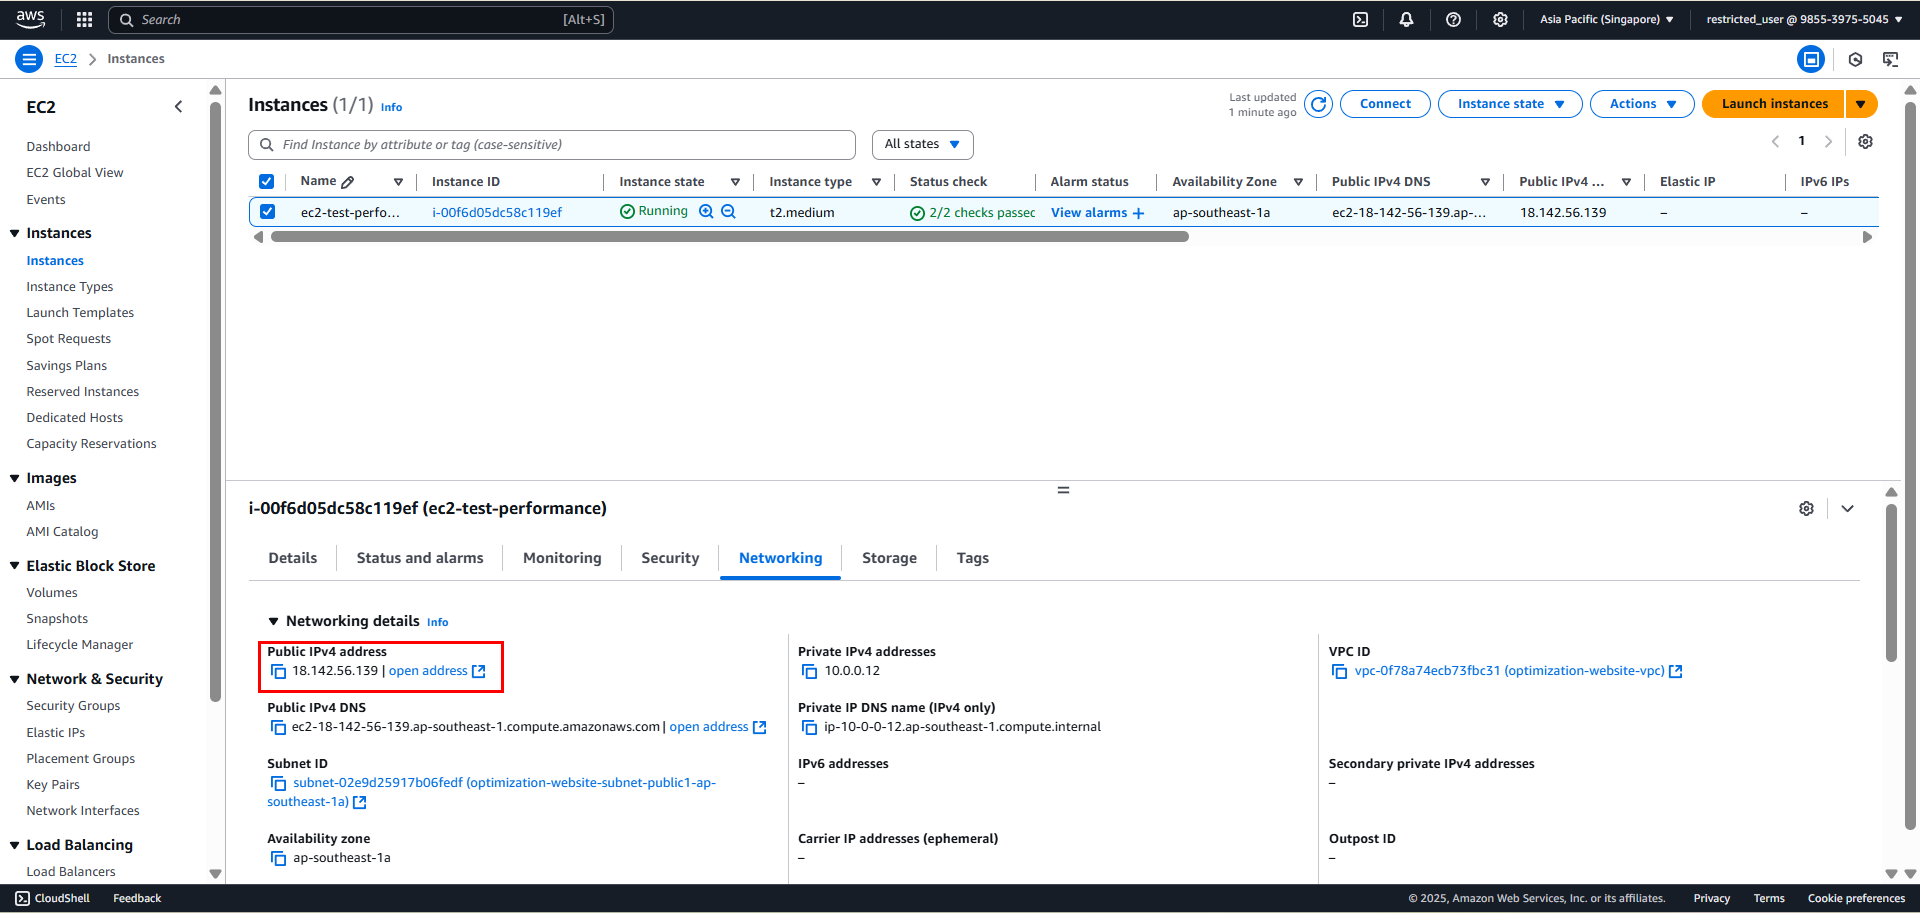 aws Search [Alt+S] Asia Pacific (Singapore) restricted_user @ 9855-3975-5045
EC2 Instances
EC2
Dashboard
EC2 Global View
Events
Instances
Instances
Instance Types
Launch Templates
Spot Requests
Savings Plans
Reserved Instances
Dedicated Hosts
Capacity Reservations
Images
AMIs
AMI Catalog
Elastic Block Store
Volumes
Snapshots
Lifecycle Manager
Network & Security
Security Groups
Elastic IPs
Placement Groups
Key Pairs
Network Interfaces
Load Balancing
Load Balancers
Instances (1/1) Info
Last updated
1 minute ago
Connect Instance state Actions Launch instances
Find Instance by attribute or tag (case-sensitive) All states 1
Name Instance ID Instance state Instance type Status check Alarm status Availability Zone Public IPv4 DNS Public IPv4 ... Elastic IP IPv6 IPs
ec2-test-perfo... i-00f6d05dc58c119ef Running t2.medium 2/2 checks passec View alarms + ap-southeast-1a ec2-18-142-56-139.ap-... 18.142.56.139 – –
i-00f6d05dc58c119ef (ec2-test-performance)
Details Status and alarms Monitoring Security Networking Storage Tags
Networking details Info
Public IPv4 address
18.142.56.139 | open address
Public IPv4 DNS
ec2-18-142-56-139.ap-southeast-1.compute.amazonaws.com | open address
Subnet ID
subnet-02e9d25917b06fedf (optimization-website-subnet-public1-ap-
southeast-1a)
Availability zone
ap-southeast-1a
Private IPv4 addresses
10.0.0.12
Private IP DNS name (IPv4 only)
ip-10-0-0-12.ap-southeast-1.compute.internal
IPv6 addresses
–
Carrier IP addresses (ephemeral)
–
VPC ID
vpc-0f78a74ecb73fbc31 (optimization-website-vpc)
Secondary private IPv4 addresses
–
Outpost ID
–
CloudShell Feedback © 2025, Amazon Web Services, Inc. or its affiliates. Privacy Terms Cookie preferences